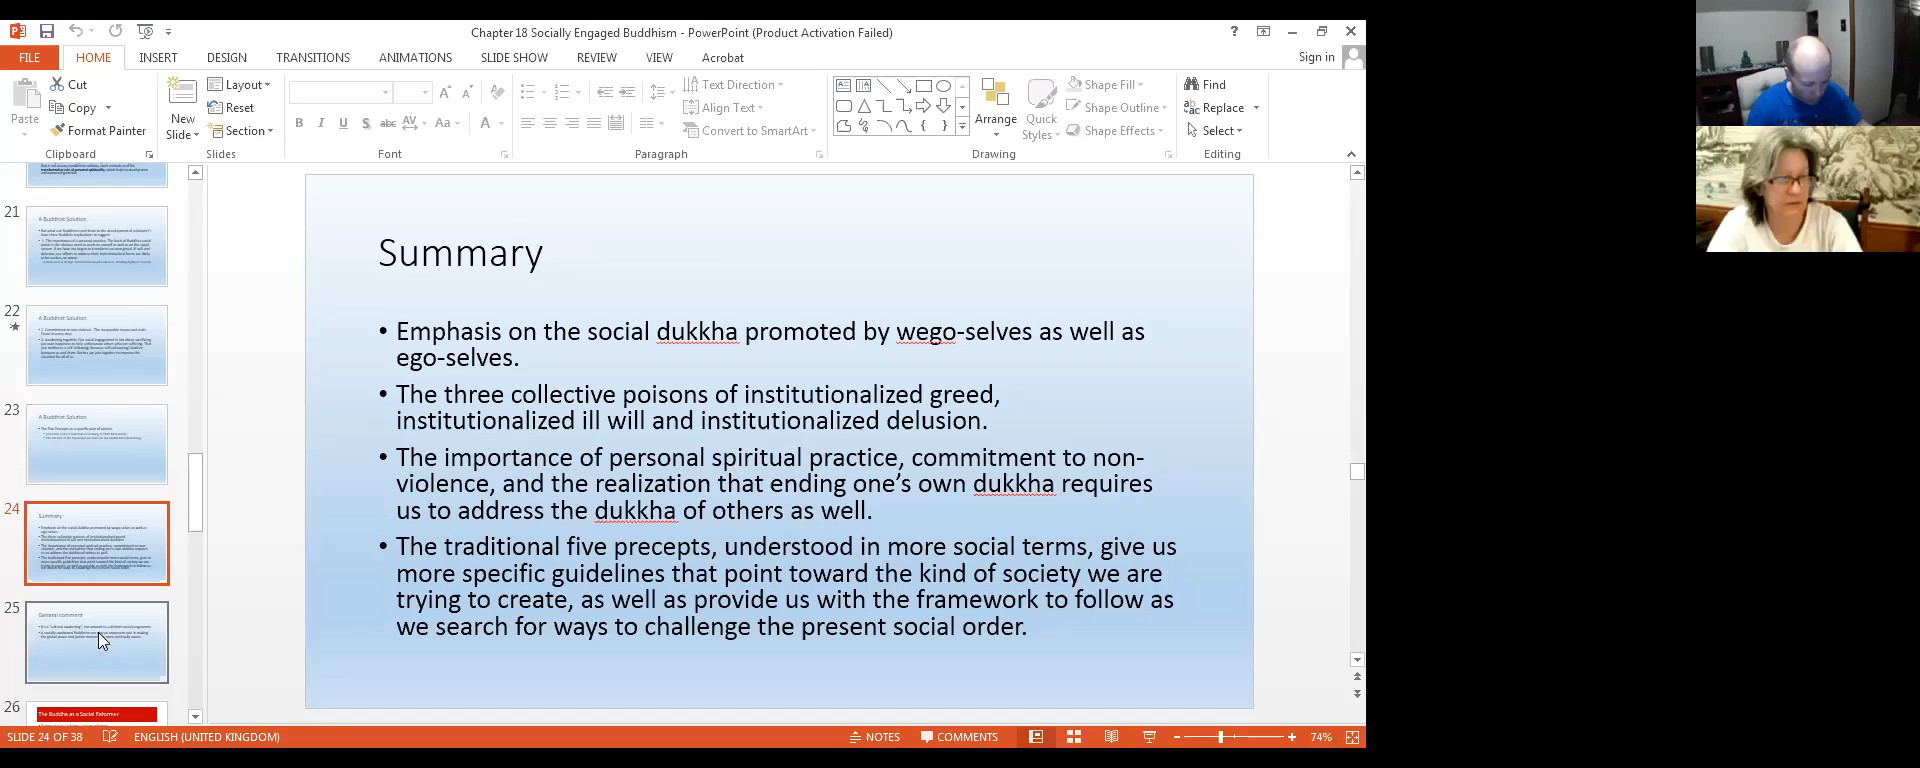 Chapter 18 Socially Engaged Buddhism - PowerPoint (Product Activation Failed)
FILE HOME INSERT DESIGN TRANSITIONS ANIMATIONS SLIDE SHOW REVIEW VIEW Acrobat Sign in
Paste
Cut
Copy
Format Painter
Clipboard
New
Slide
Layout
Reset
Section
Slides
Font
Text Direction
Align Text
Convert to SmartArt
Paragraph
Arrange
Quick
Styles
Shape Fill
Shape Outline
Shape Effects
Drawing
Find
Replace
Select
Editing
21
A Buddhist Solution
22
A Buddhist Solution
23
A Buddhist Solution
24
Summary
25
General comment
26
The Buddha as a Social Reformer
Summary
• Emphasis on the social dukkha promoted by wego-selves as well as
ego-selves.
• The three collective poisons of institutionalized greed,
institutionalized ill will and institutionalized delusion.
• The importance of personal spiritual practice, commitment to non-
violence, and the realization that ending one’s own dukkha requires
us to address the dukkha of others as well.
• The traditional five precepts, understood in more social terms, give us
more specific guidelines that point toward the kind of society we are
trying to create, as well as provide us with the framework to follow as
we search for ways to challenge the present social order.
SLIDE 24 OF 38 ENGLISH (UNITED KINGDOM) NOTES COMMENTS 74%